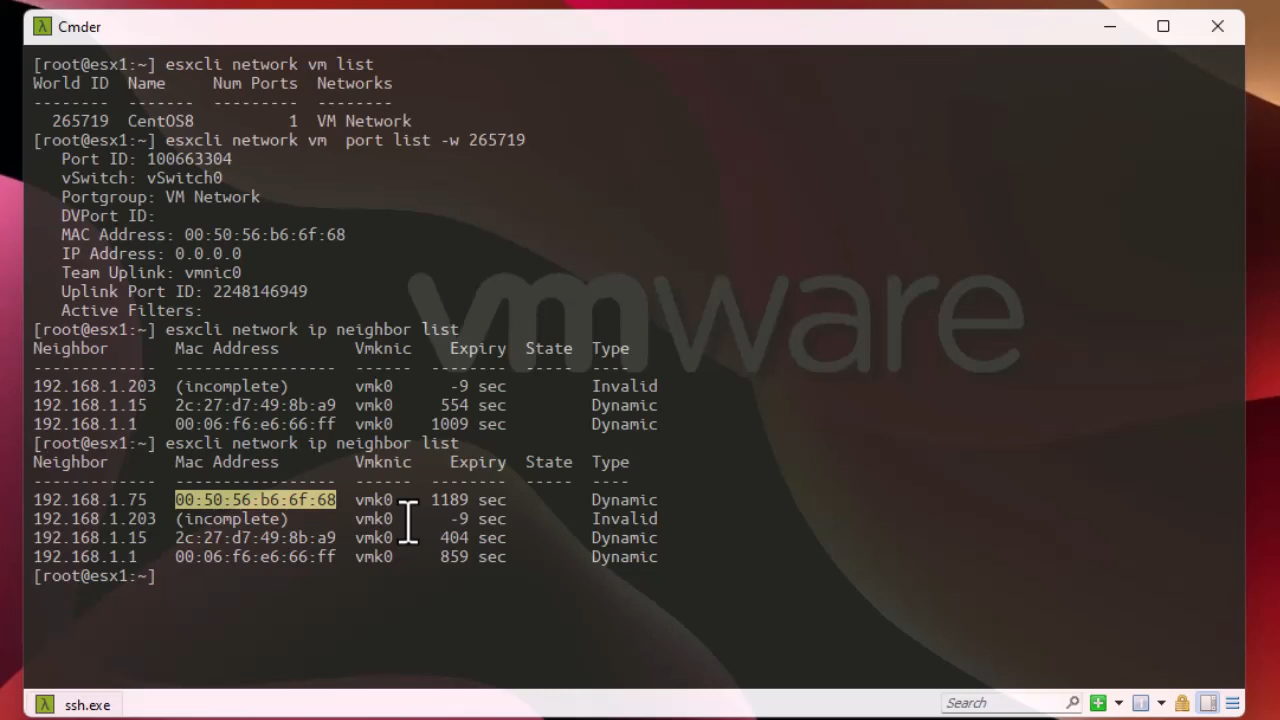 Cmder
[root@esx1:~] esxcli network vm list
World ID  Name     Num Ports  Networks
--------  -------  ---------  ----------
  265719  CentOS8          1  VM Network
[root@esx1:~] esxcli network vm  port list -w 265719
   Port ID: 100663304
   vSwitch: vSwitch0
   Portgroup: VM Network
   DVPort ID:
   MAC Address: 00:50:56:b6:6f:68
   IP Address: 0.0.0.0
   Team Uplink: vmnic0
   Uplink Port ID: 2248146949
   Active Filters:
[root@esx1:~] esxcli network ip neighbor list
Neighbor       Mac Address        Vmknic    Expiry  State  Type
-------------  -----------------  ------  --------  -----  ----
192.168.1.203  (incomplete)       vmk0      -9 sec         Invalid
192.168.1.15   2c:27:d7:49:8b:a9  vmk0     554 sec         Dynamic
192.168.1.1    00:06:f6:e6:66:ff  vmk0    1009 sec         Dynamic
[root@esx1:~] esxcli network ip neighbor list
Neighbor       Mac Address        Vmknic    Expiry  State  Type
-------------  -----------------  ------  --------  -----  ----
192.168.1.75   00:50:56:b6:6f:68  vmk0    1189 sec         Dynamic
192.168.1.203  (incomplete)       vmk0      -9 sec         Invalid
192.168.1.15   2c:27:d7:49:8b:a9  vmk0     404 sec         Dynamic
192.168.1.1    00:06:f6:e6:66:ff  vmk0     859 sec         Dynamic
[root@esx1:~]
vmware
ssh.exe
Search